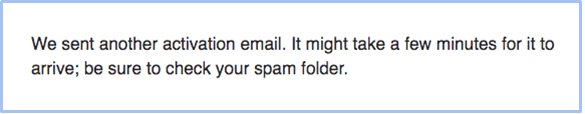 We sent another activation email. It might take a few minutes for it to
arrive; be sure to check your spam folder.